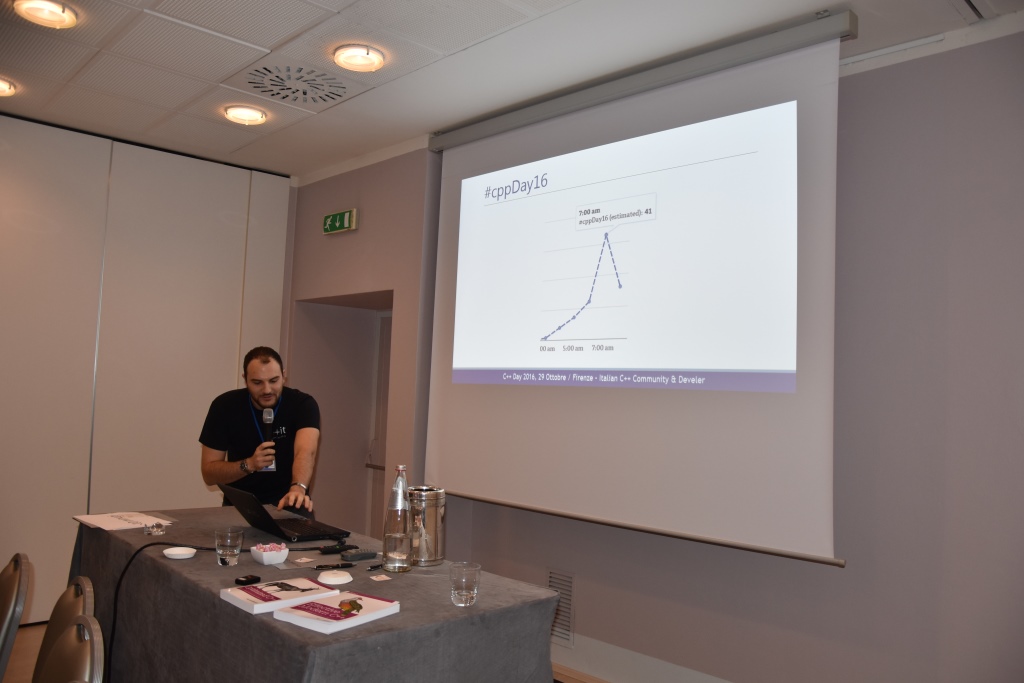 #cppDay16
7:00 am
#cppDay16 (estimated): 41
00 am 5:00 am 7:00 am
C++ Day 2016, 29 Ottobre / Firenze - Italian C++ Community & Develer
+it